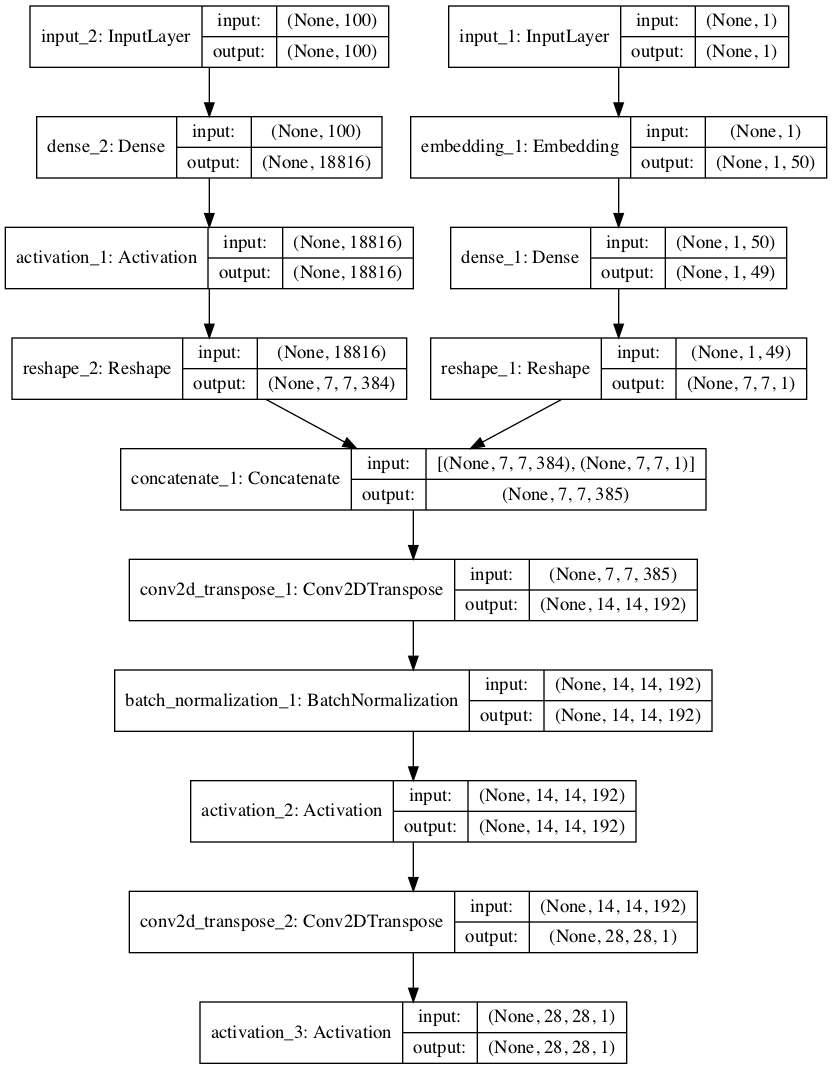 input_2: InputLayer
input:
(None, 100)
output:
(None, 100)
input_1: InputLayer
input:
(None, 1)
output:
(None, 1)
dense_2: Dense
input:
(None, 100)
output:
(None, 18816)
embedding_1: Embedding
input:
(None, 1)
output:
(None, 1, 50)
activation_1: Activation
input:
(None, 18816)
output:
(None, 18816)
dense_1: Dense
input:
(None, 1, 50)
output:
(None, 1, 49)
reshape_2: Reshape
input:
(None, 18816)
output:
(None, 7, 7, 384)
reshape_1: Reshape
input:
(None, 1, 49)
output:
(None, 7, 7, 1)
concatenate_1: Concatenate
input:
[(None, 7, 7, 384), (None, 7, 7, 1)]
output:
(None, 7, 7, 385)
conv2d_transpose_1: Conv2DTranspose
input:
(None, 7, 7, 385)
output:
(None, 14, 14, 192)
batch_normalization_1: BatchNormalization
input:
(None, 14, 14, 192)
output:
(None, 14, 14, 192)
activation_2: Activation
input:
(None, 14, 14, 192)
output:
(None, 14, 14, 192)
conv2d_transpose_2: Conv2DTranspose
input:
(None, 14, 14, 192)
output:
(None, 28, 28, 1)
activation_3: Activation
input:
(None, 28, 28, 1)
output:
(None, 28, 28, 1)